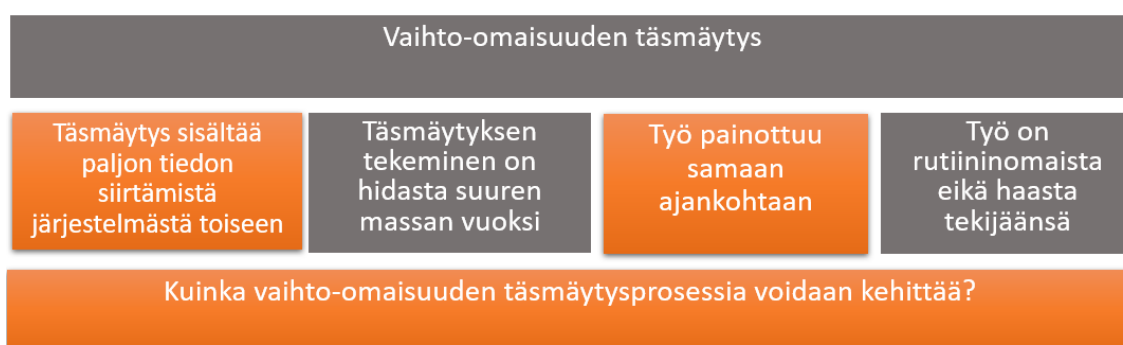 Vaihto-omaisuuden täsmäytys
Täsmäytys sisältää
paljon tiedon
siirtämistä
järjestelmästä toiseen
Täsmäytyksen
tekeminen on
hidasta suuren
massan vuoksi
Työ painottuu
samaan
ajankohtaan
Työ on
rutiininomaista
eikä haasta
tekijäänsä
Kuinka vaihto-omaisuuden täsmäytysprosessia voidaan kehittää?